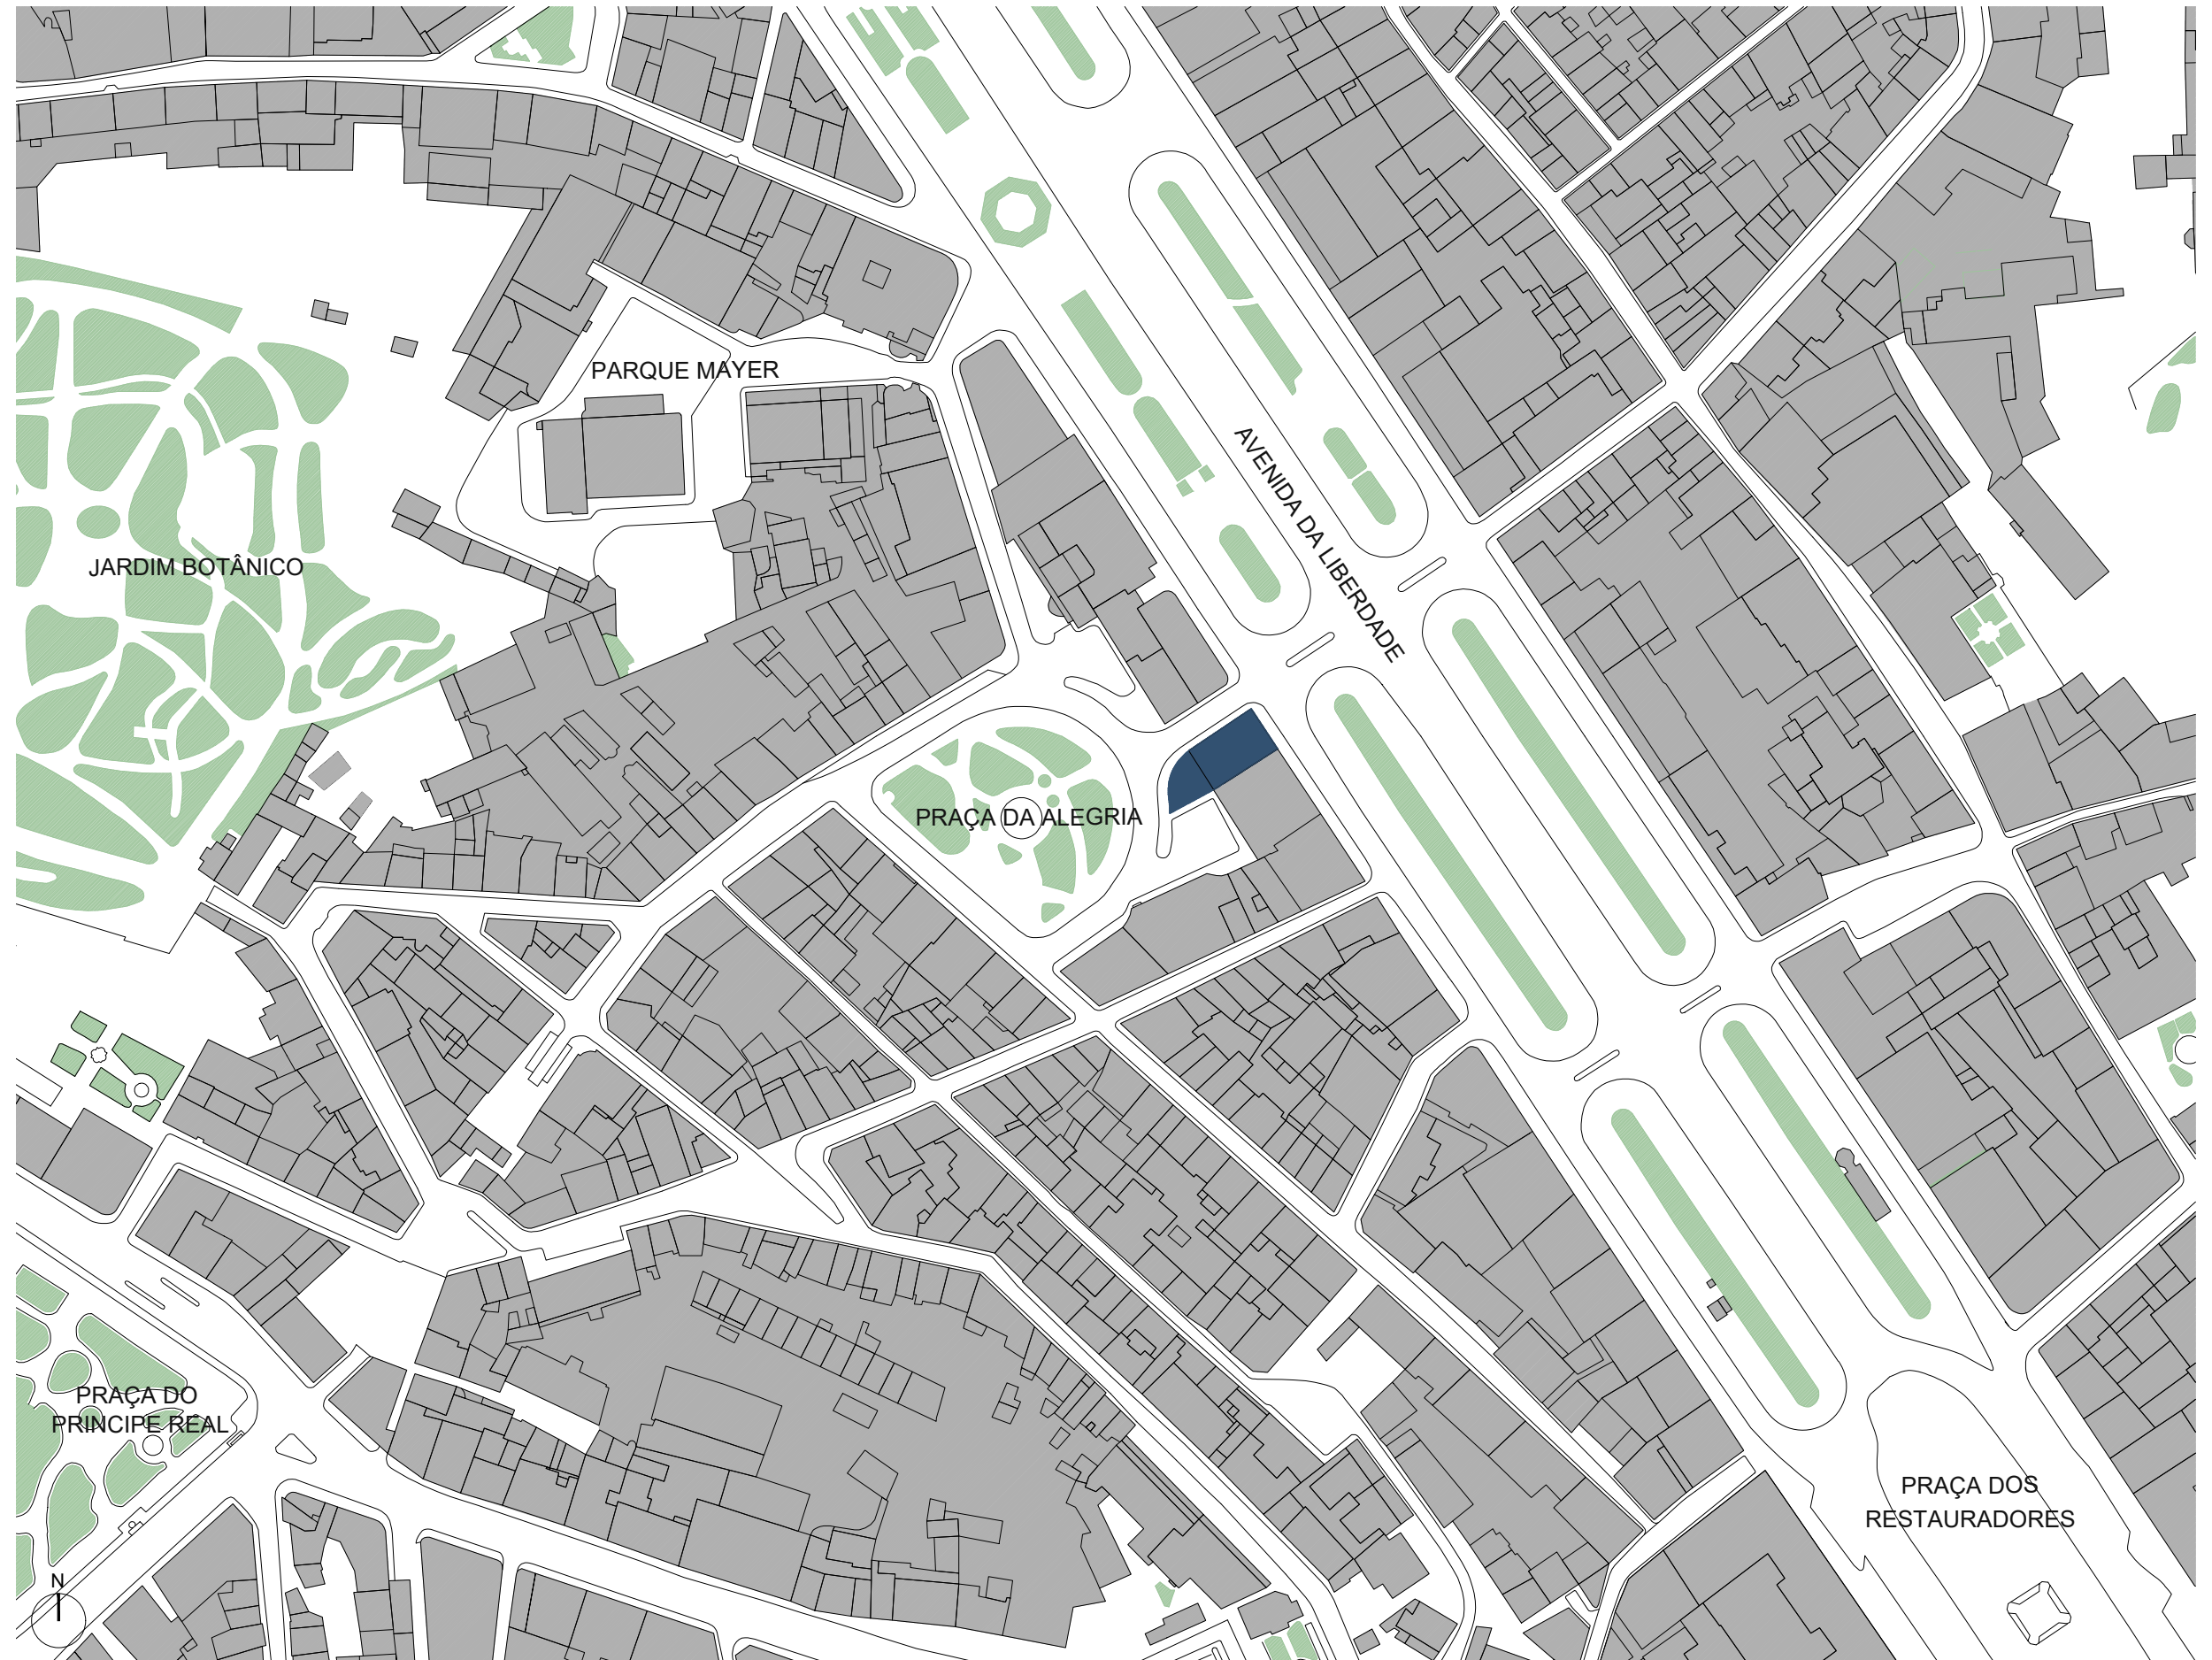 PARQUE MAYER
AVENIDA DA LIBERDADE
JARDIM BOTÂNICO
PRAÇA DA ALEGRIA
PRAÇA DO
PRINCIPE REAL
PRAÇA DOS
RESTAURADORES
N